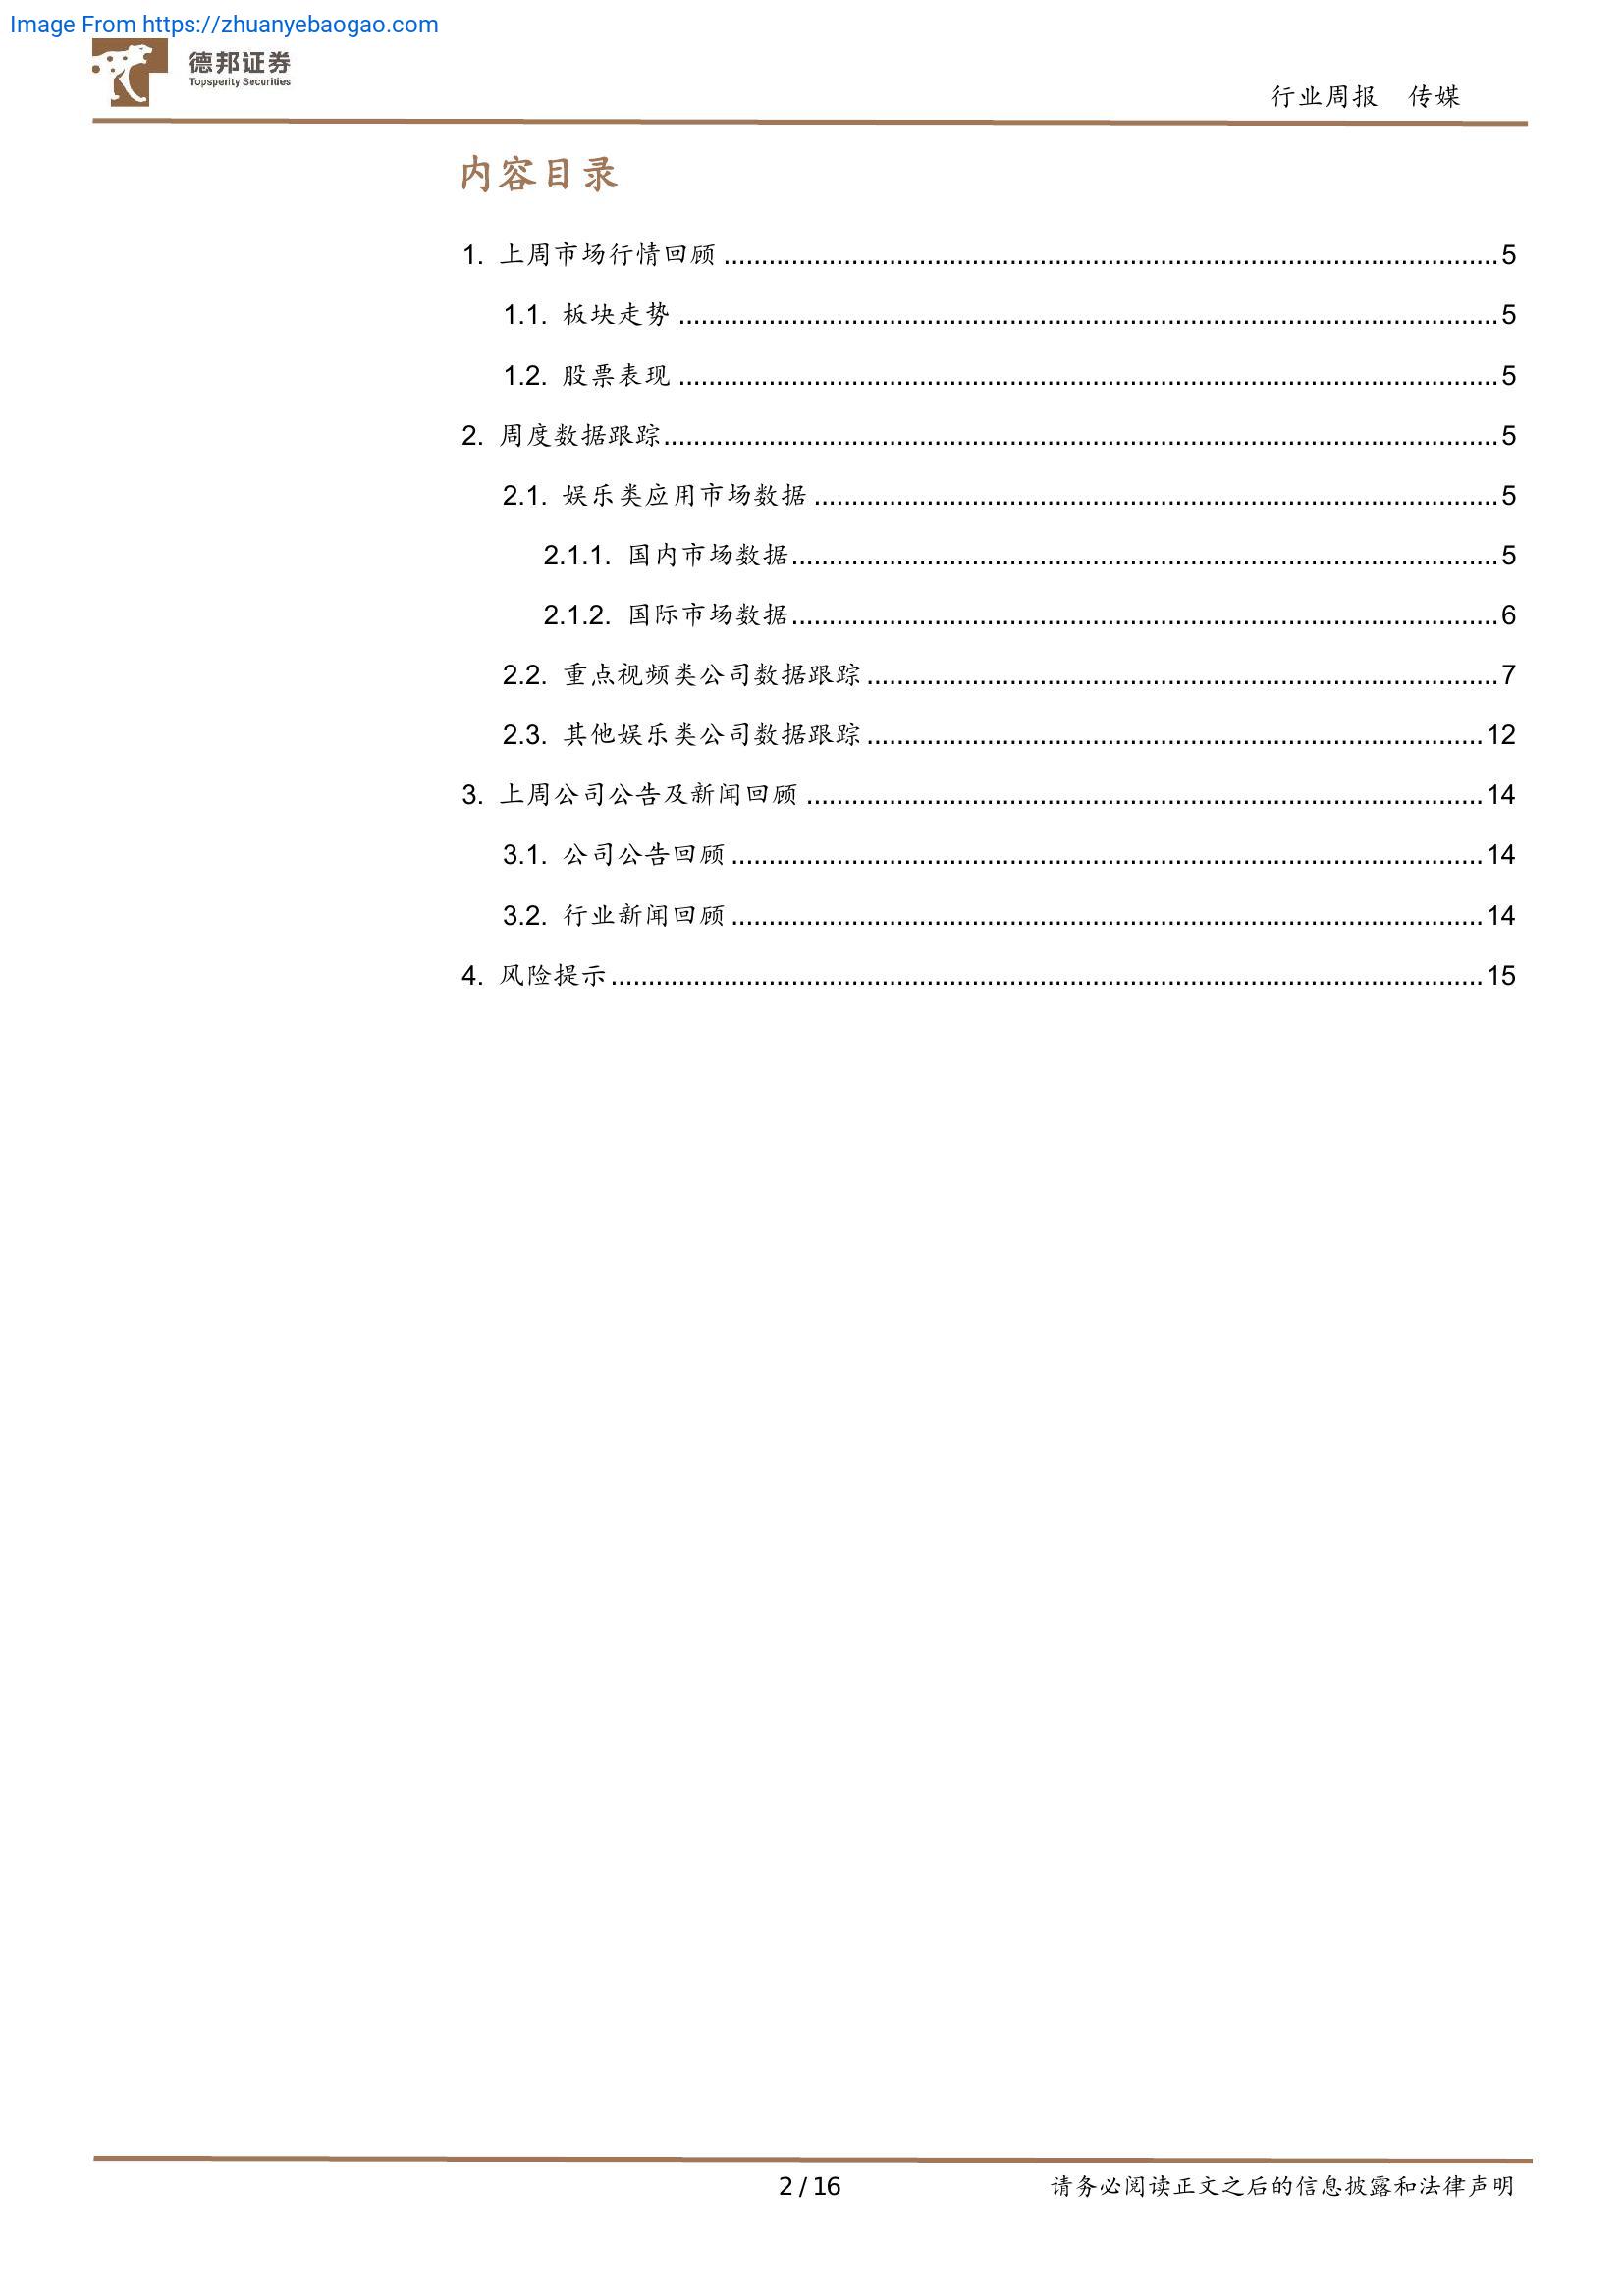 Image From https://zhuanyebaogao.com
德邦证券
Topsperity Securities
行业周报 传媒
内容目录
1. 上周市场行情回顾 ........................................................................................................ 5
1.1. 板块走势 .............................................................................................................. 5
1.2. 股票表现 .............................................................................................................. 5
2. 周度数据跟踪................................................................................................................ 5
2.1. 娱乐类应用市场数据 ............................................................................................ 5
2.1.1. 国内市场数据............................................................................................... 5
2.1.2. 国际市场数据............................................................................................... 6
2.2. 重点视频类公司数据跟踪 ..................................................................................... 7
2.3. 其他娱乐类公司数据跟踪 ................................................................................... 12
3. 上周公司公告及新闻回顾 ........................................................................................... 14
3.1. 公司公告回顾 ..................................................................................................... 14
3.2. 行业新闻回顾 ..................................................................................................... 14
4. 风险提示..................................................................................................................... 15
2 / 16
请务必阅读正文之后的信息披露和法律声明